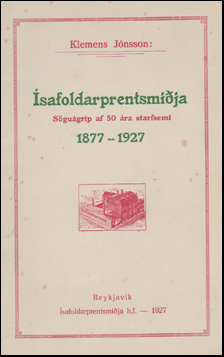 Klemens Jónsson:
Ísafoldarprentsmiðja
Söguágrip af 50 ára starfsemi
1877 – 1927
Reykjavík
Ísafoldarprentsmiðja h.f. — 1927